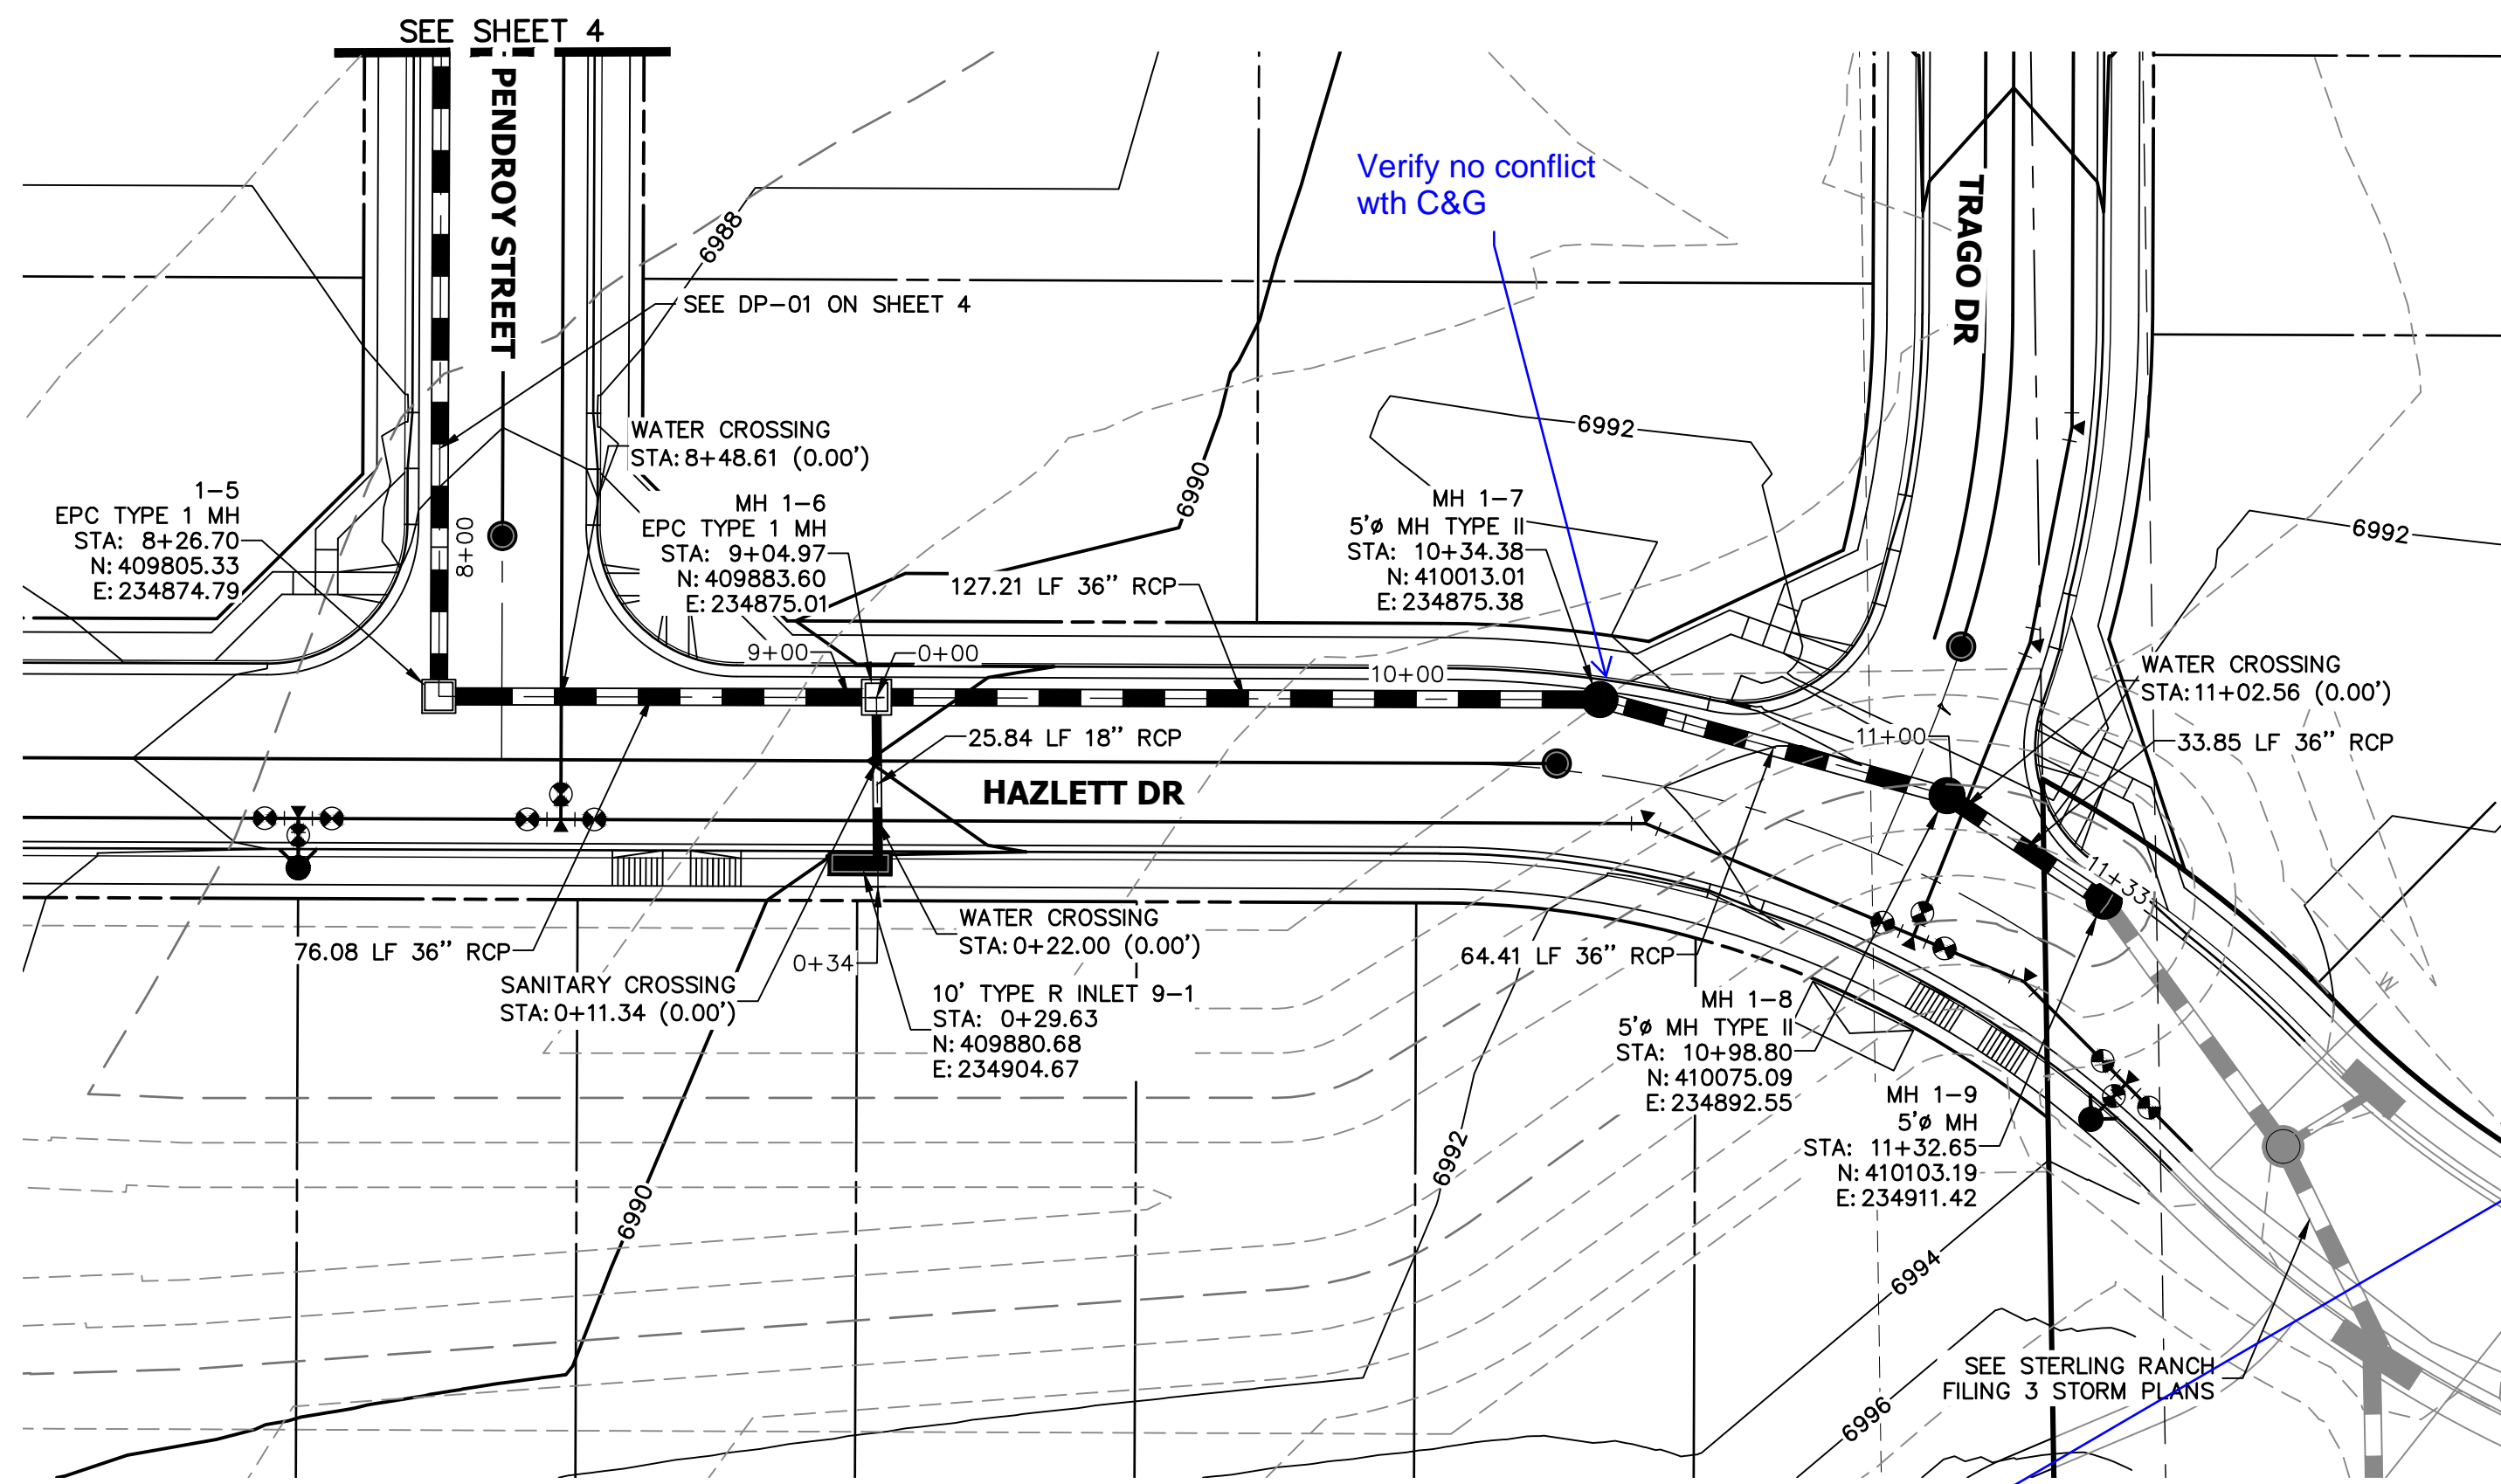 SEE SHEET 4
PENDROY STREET
Verify no conflict
wth C&G
TRAGO DR
6988
SEE DP-01 ON SHEET 4
6992
6992
WATER CROSSING
STA: 8+48.61 (0.00')
6990
1-5
EPC TYPE 1 MH
STA: 8+26.70
N: 409805.33
E: 234874.79
8+00
MH 1-6
EPC TYPE 1 MH
STA: 9+04.97
N: 409883.60
E: 234875.01
127.21 LF 36" RCP
MH 1-7
5'ø MH TYPE II
STA: 10+34.38
N: 410013.01
E: 234875.38
9+00
0+00
10+00
WATER CROSSING
STA: 11+02.56 (0.00')
25.84 LF 18" RCP
11+00
33.85 LF 36" RCP
HAZLETT DR
11+33
76.08 LF 36" RCP
WATER CROSSING
STA: 0+22.00 (0.00')
0+34
64.41 LF 36" RCP
SANITARY CROSSING
STA: 0+11.34 (0.00')
10' TYPE R INLET 9-1
STA: 0+29.63
N: 409880.68
E: 234904.67
W
MH 1-8
5'ø MH TYPE II
STA: 10+98.80
N: 410075.09
E: 234892.55
MH 1-9
5'ø MH
STA: 11+32.65
N: 410103.19
E: 234911.42
6990
6992
6994
6996
SEE STERLING RANCH
FILING 3 STORM PLANS